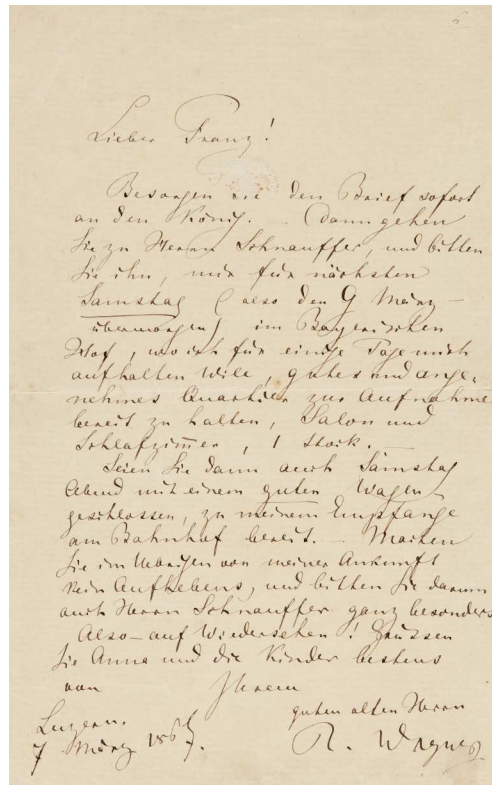 Lieber Franz!
Besorgen sie den Brief sofort
an den König. – Dann gehen
Sie zu Herrn Schnauffer, und bitten
Sie ihn, mir für nächsten
Samstag (also den 9 März –
übermorgen) im Bayerischen
Hof, wo ich für einige Tage mich
aufhalten will, gutes und ange-
nehmes Quartier zur Aufnahme
bereit zu halten, Salon und
Schlafzimmer, 1 Stock. –
Seien Sie dann auch Samstag
Abend mit einem guten Wagen,
geschlossen, zu meinem Empfange
am Bahnhof bereit. – Machen
Sie im Uebrigen von meiner Ankunft
kein Aufhebens, und bitten Sie darum
auch Herrn Schnauffer ganz besonders.
Also – auf Wiedersehen! Grüssen
Sie Anna und die Kinder bestens
von Ihrem
guten alten Herrn
Luzern.
7 März 1867.
R. Wagner